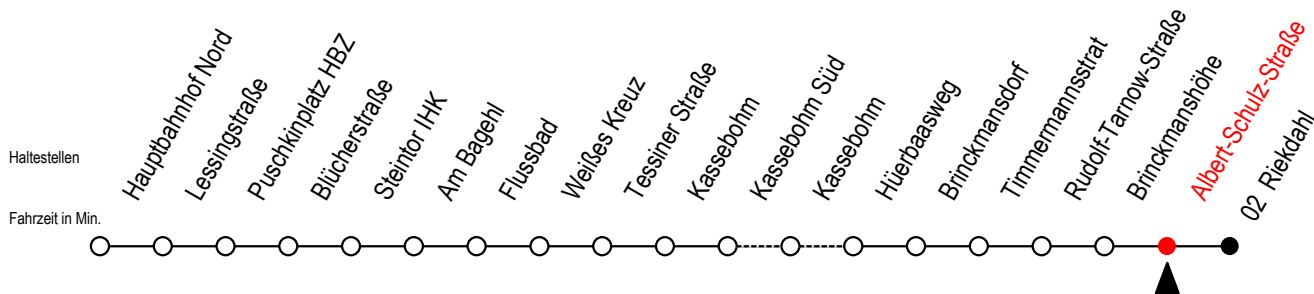 Haltestellen
Fahrzeit in Min.
Hauptbahnhof Nord
Lessingstraße
Puschkinplatz HBZ
Blücherstraße
Steintor IHK
Am Bagehl
Flussbad
Weißes Kreuz
Tessiner Straße
Kassebohm
Kassebohm Süd
Kassebohm
Hüerbaasweg
Brinckmansdorf
Timmermannsstrat
Rudolf-Tarnow-Straße
Brinckmanshöhe
Albert-Schulz-Straße
02 Riekdahl